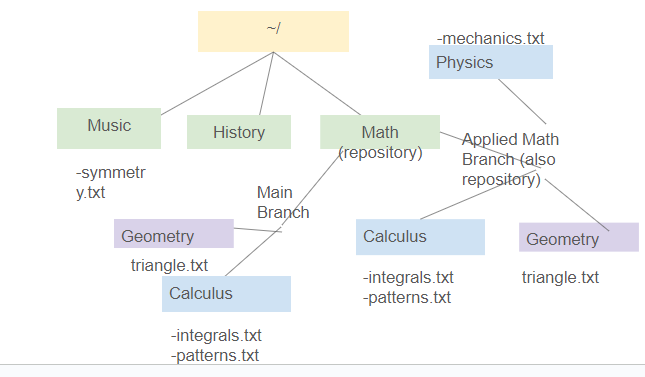 ~/
-mechanics.txt
Physics
Music
History
Math
(repository)
Applied Math
Branch (also
repository)
-symmetr
y.txt
Main
Branch
Geometry
triangle.txt
Calculus
-integrals.txt
-patterns.txt
Calculus
-integrals.txt
-patterns.txt
Geometry
triangle.txt